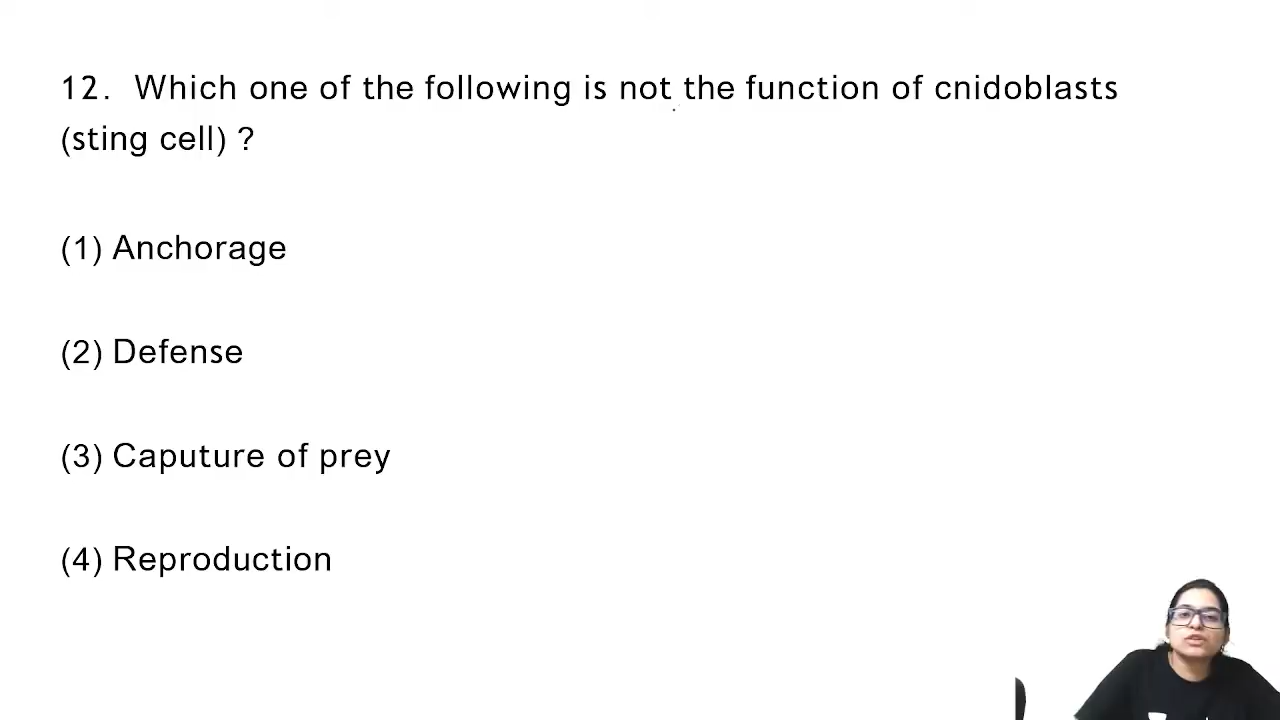 12. Which one of the following is not the function of cnidoblasts
(sting cell) ?
(1) Anchorage
(2) Defense
(3) Caputure of prey
(4) Reproduction